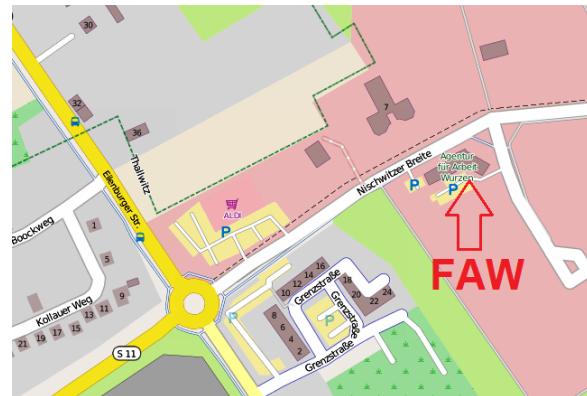 30
32
36
Thallwitz
7
Eilenburger Str.
Agentur
für Arbeit
Wurzen
P
P
Nischwitzer Breite
FAW
ALDI
P
Boockweg
1
5
9
11
13
15
17
19
21
Kollauer Weg
S 11
P
16
14
12
10
8
6
4
2
Grenzstraße
18
20
22
24
Grenzstraße
P
Grenzstraße